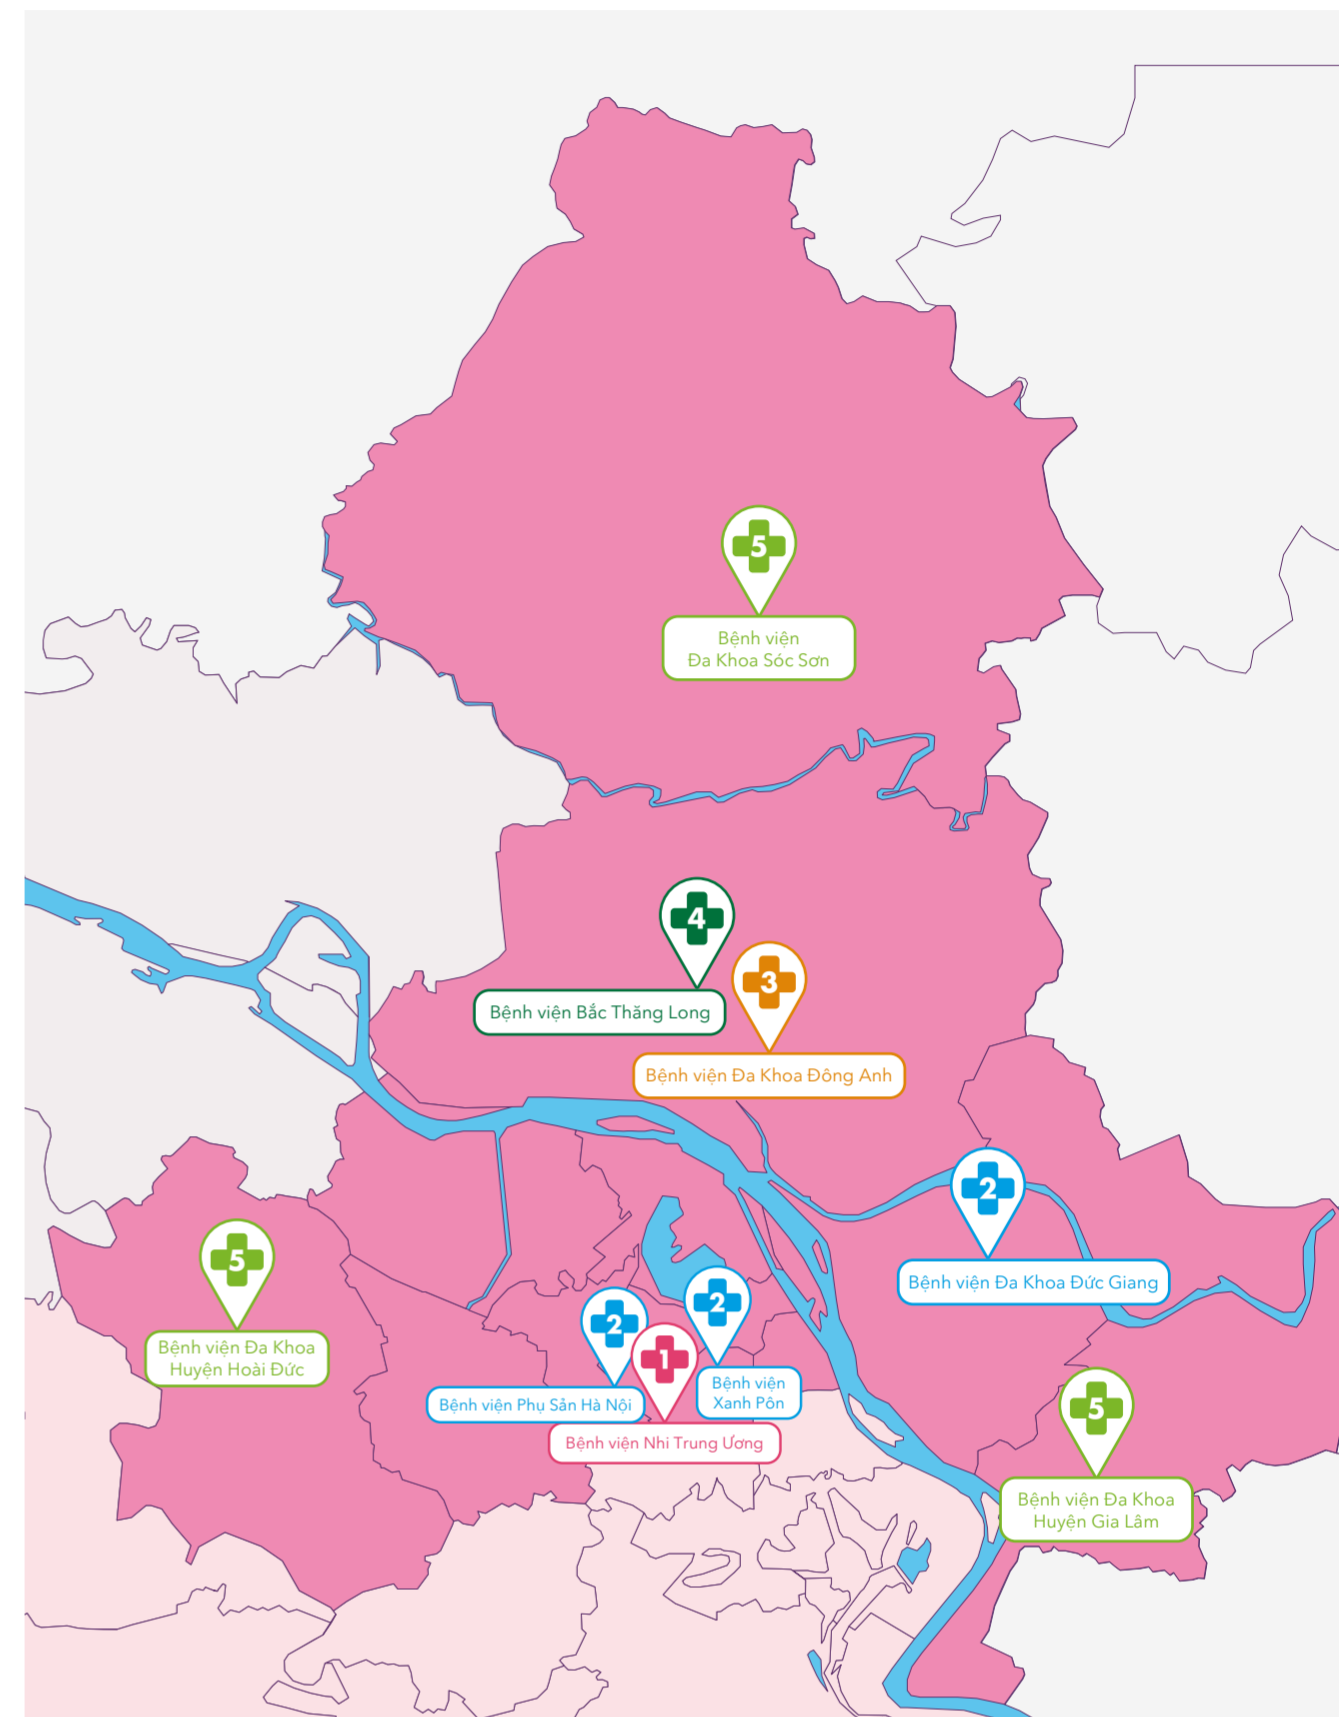 5
Bệnh viện
Đa Khoa Sóc Sơn
4
Bệnh viện Bắc Thăng Long
3
Bệnh viện Đa Khoa Đông Anh
2
Bệnh viện Đa Khoa Đức Giang
5
Bệnh viện Đa Khoa
Huyện Hoài Đức
2
Bệnh viện Phụ Sản Hà Nội
2
Bệnh viện
Xanh Pôn
1
Bệnh viện Nhi Trung Ương
5
Bệnh viện Đa Khoa
Huyện Gia Lâm